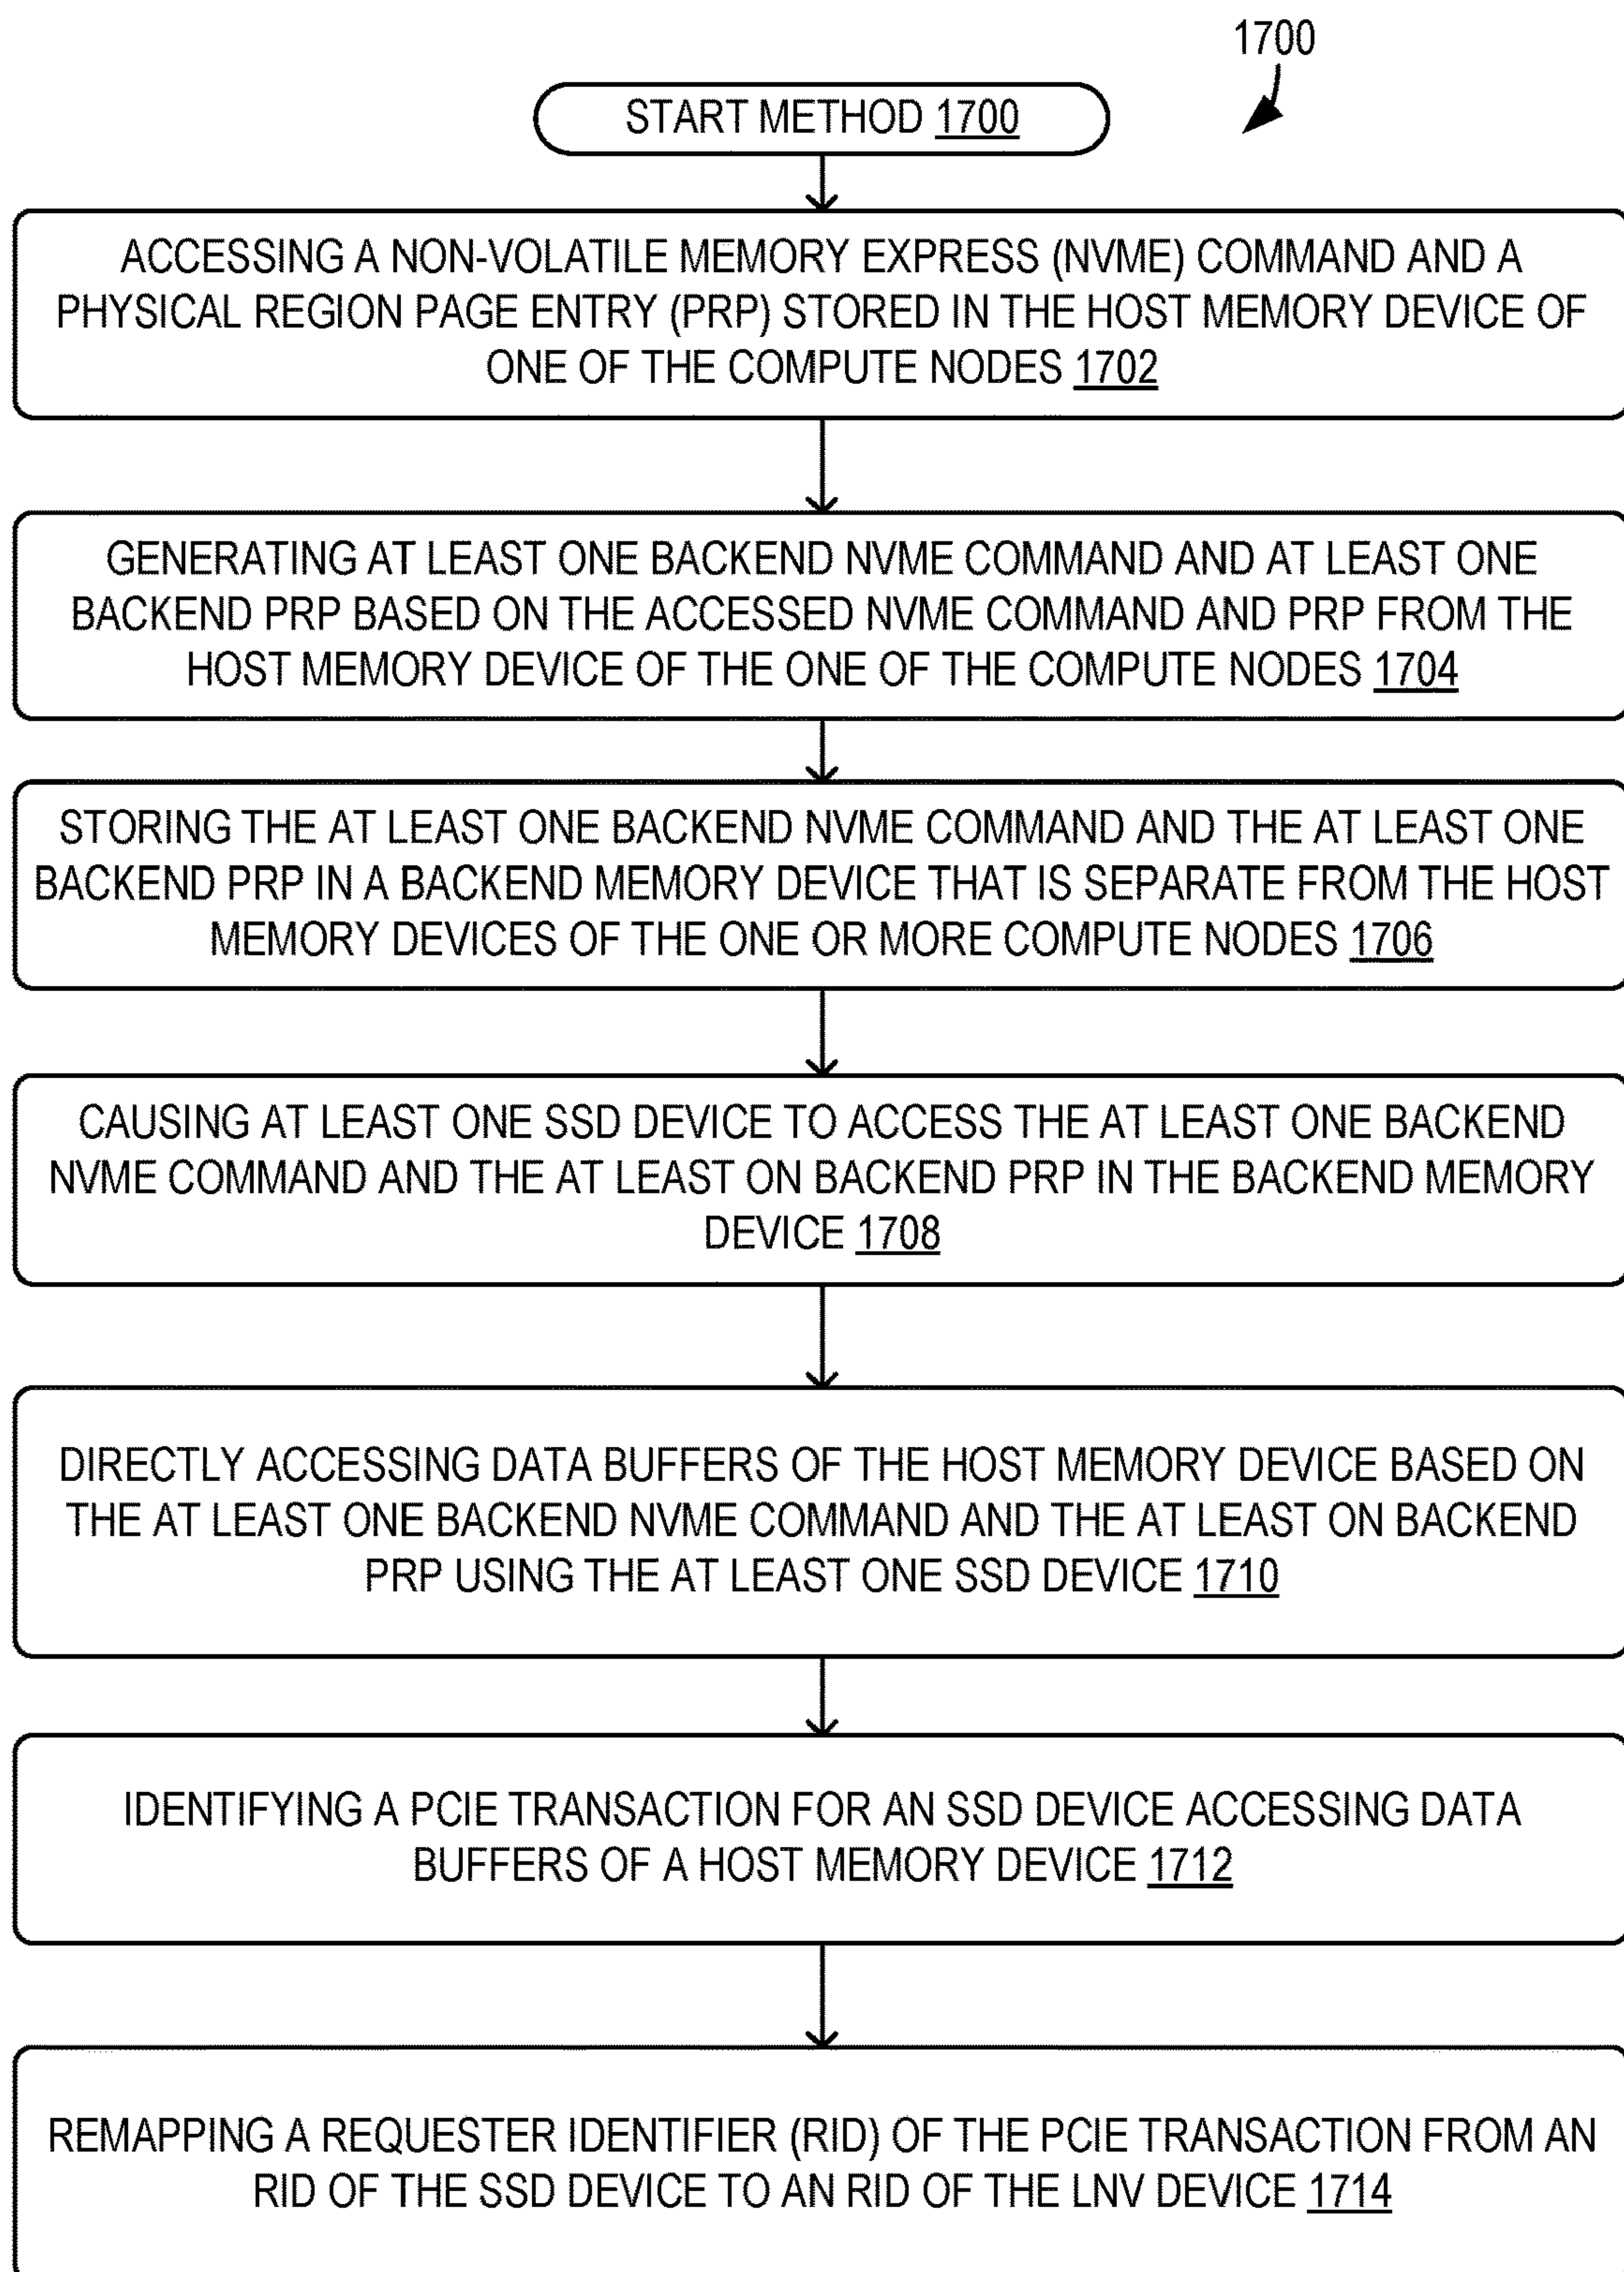 1700
START METHOD 1700
ACCESSING A NON-VOLATILE MEMORY EXPRESS (NVME) COMMAND AND A
PHYSICAL REGION PAGE ENTRY (PRP) STORED IN THE HOST MEMORY DEVICE OF
ONE OF THE COMPUTE NODES 1702
GENERATING AT LEAST ONE BACKEND NVME COMMAND AND AT LEAST ONE
BACKEND PRP BASED ON THE ACCESSED NVME COMMAND AND PRP FROM THE
HOST MEMORY DEVICE OF THE ONE OF THE COMPUTE NODES 1704
STORING THE AT LEAST ONE BACKEND NVME COMMAND AND THE AT LEAST ONE
BACKEND PRP IN A BACKEND MEMORY DEVICE THAT IS SEPARATE FROM THE HOST
MEMORY DEVICES OF THE ONE OR MORE COMPUTE NODES 1706
CAUSING AT LEAST ONE SSD DEVICE TO ACCESS THE AT LEAST ONE BACKEND
NVME COMMAND AND THE AT LEAST ON BACKEND PRP IN THE BACKEND MEMORY
DEVICE 1708
DIRECTLY ACCESSING DATA BUFFERS OF THE HOST MEMORY DEVICE BASED ON
THE AT LEAST ONE BACKEND NVME COMMAND AND THE AT LEAST ON BACKEND
PRP USING THE AT LEAST ONE SSD DEVICE 1710
IDENTIFYING A PCIE TRANSACTION FOR AN SSD DEVICE ACCESSING DATA
BUFFERS OF A HOST MEMORY DEVICE 1712
REMAPPING A REQUESTER IDENTIFIER (RID) OF THE PCIE TRANSACTION FROM AN
RID OF THE SSD DEVICE TO AN RID OF THE LNV DEVICE 1714